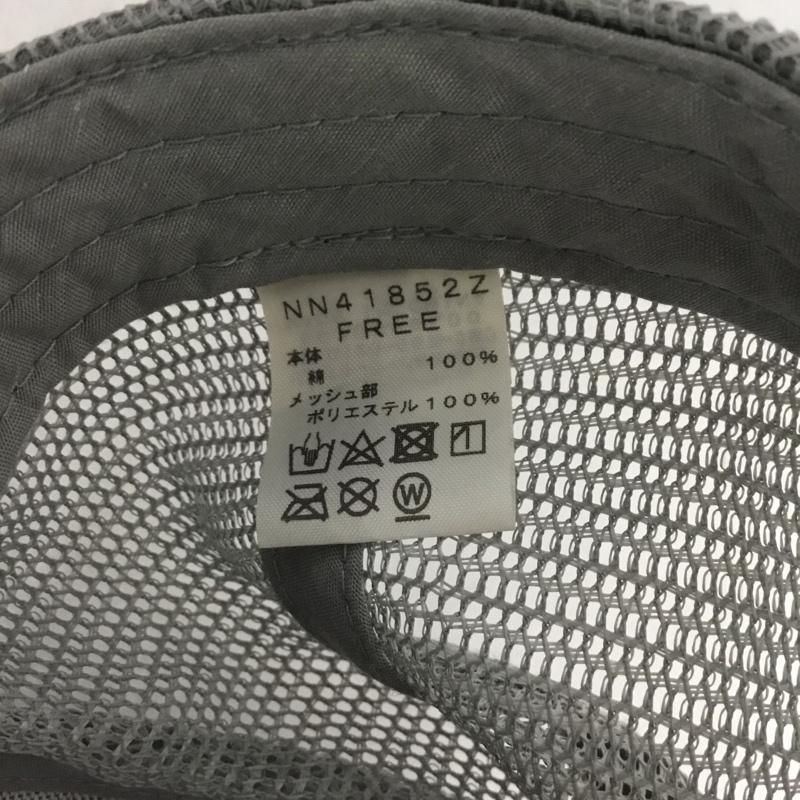 NN41852Z
FREE
本体
綿 100%
メッシュ部
ポリエステル100%
W